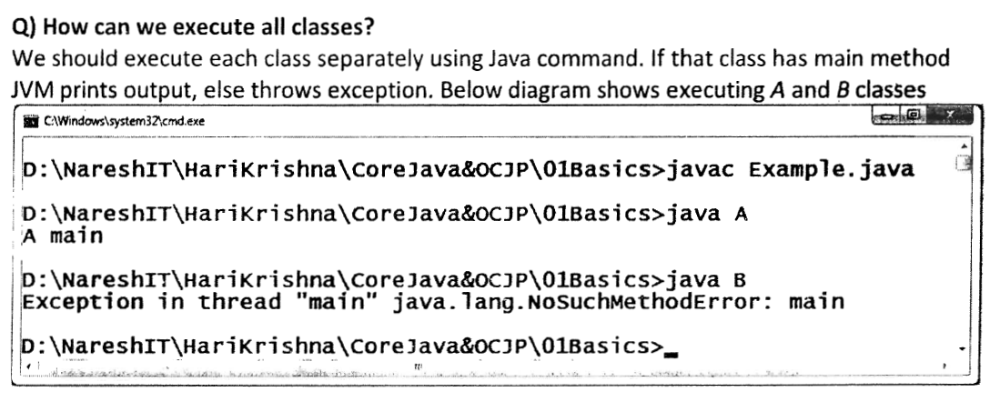 Q) How can we execute all classes?
We should execute each class separately using Java command. If that class has main method
JVM prints output, else throws exception. Below diagram shows executing A and B classes
C:\Windows\system32\cmd.exe
D:\NareshIT\HariKrishna\CoreJava&OCJP\01Basics>javac Example.java
D:\NareshIT\HariKrishna\CoreJava&OCJP\01Basics>java A
A main
D:\NareshIT\HariKrishna\CoreJava&OCJP\01Basics>java B
Exception in thread "main" java.lang.NoSuchMethodError: main
D:\NareshIT\HariKrishna\CoreJava&OCJP\01Basics>_